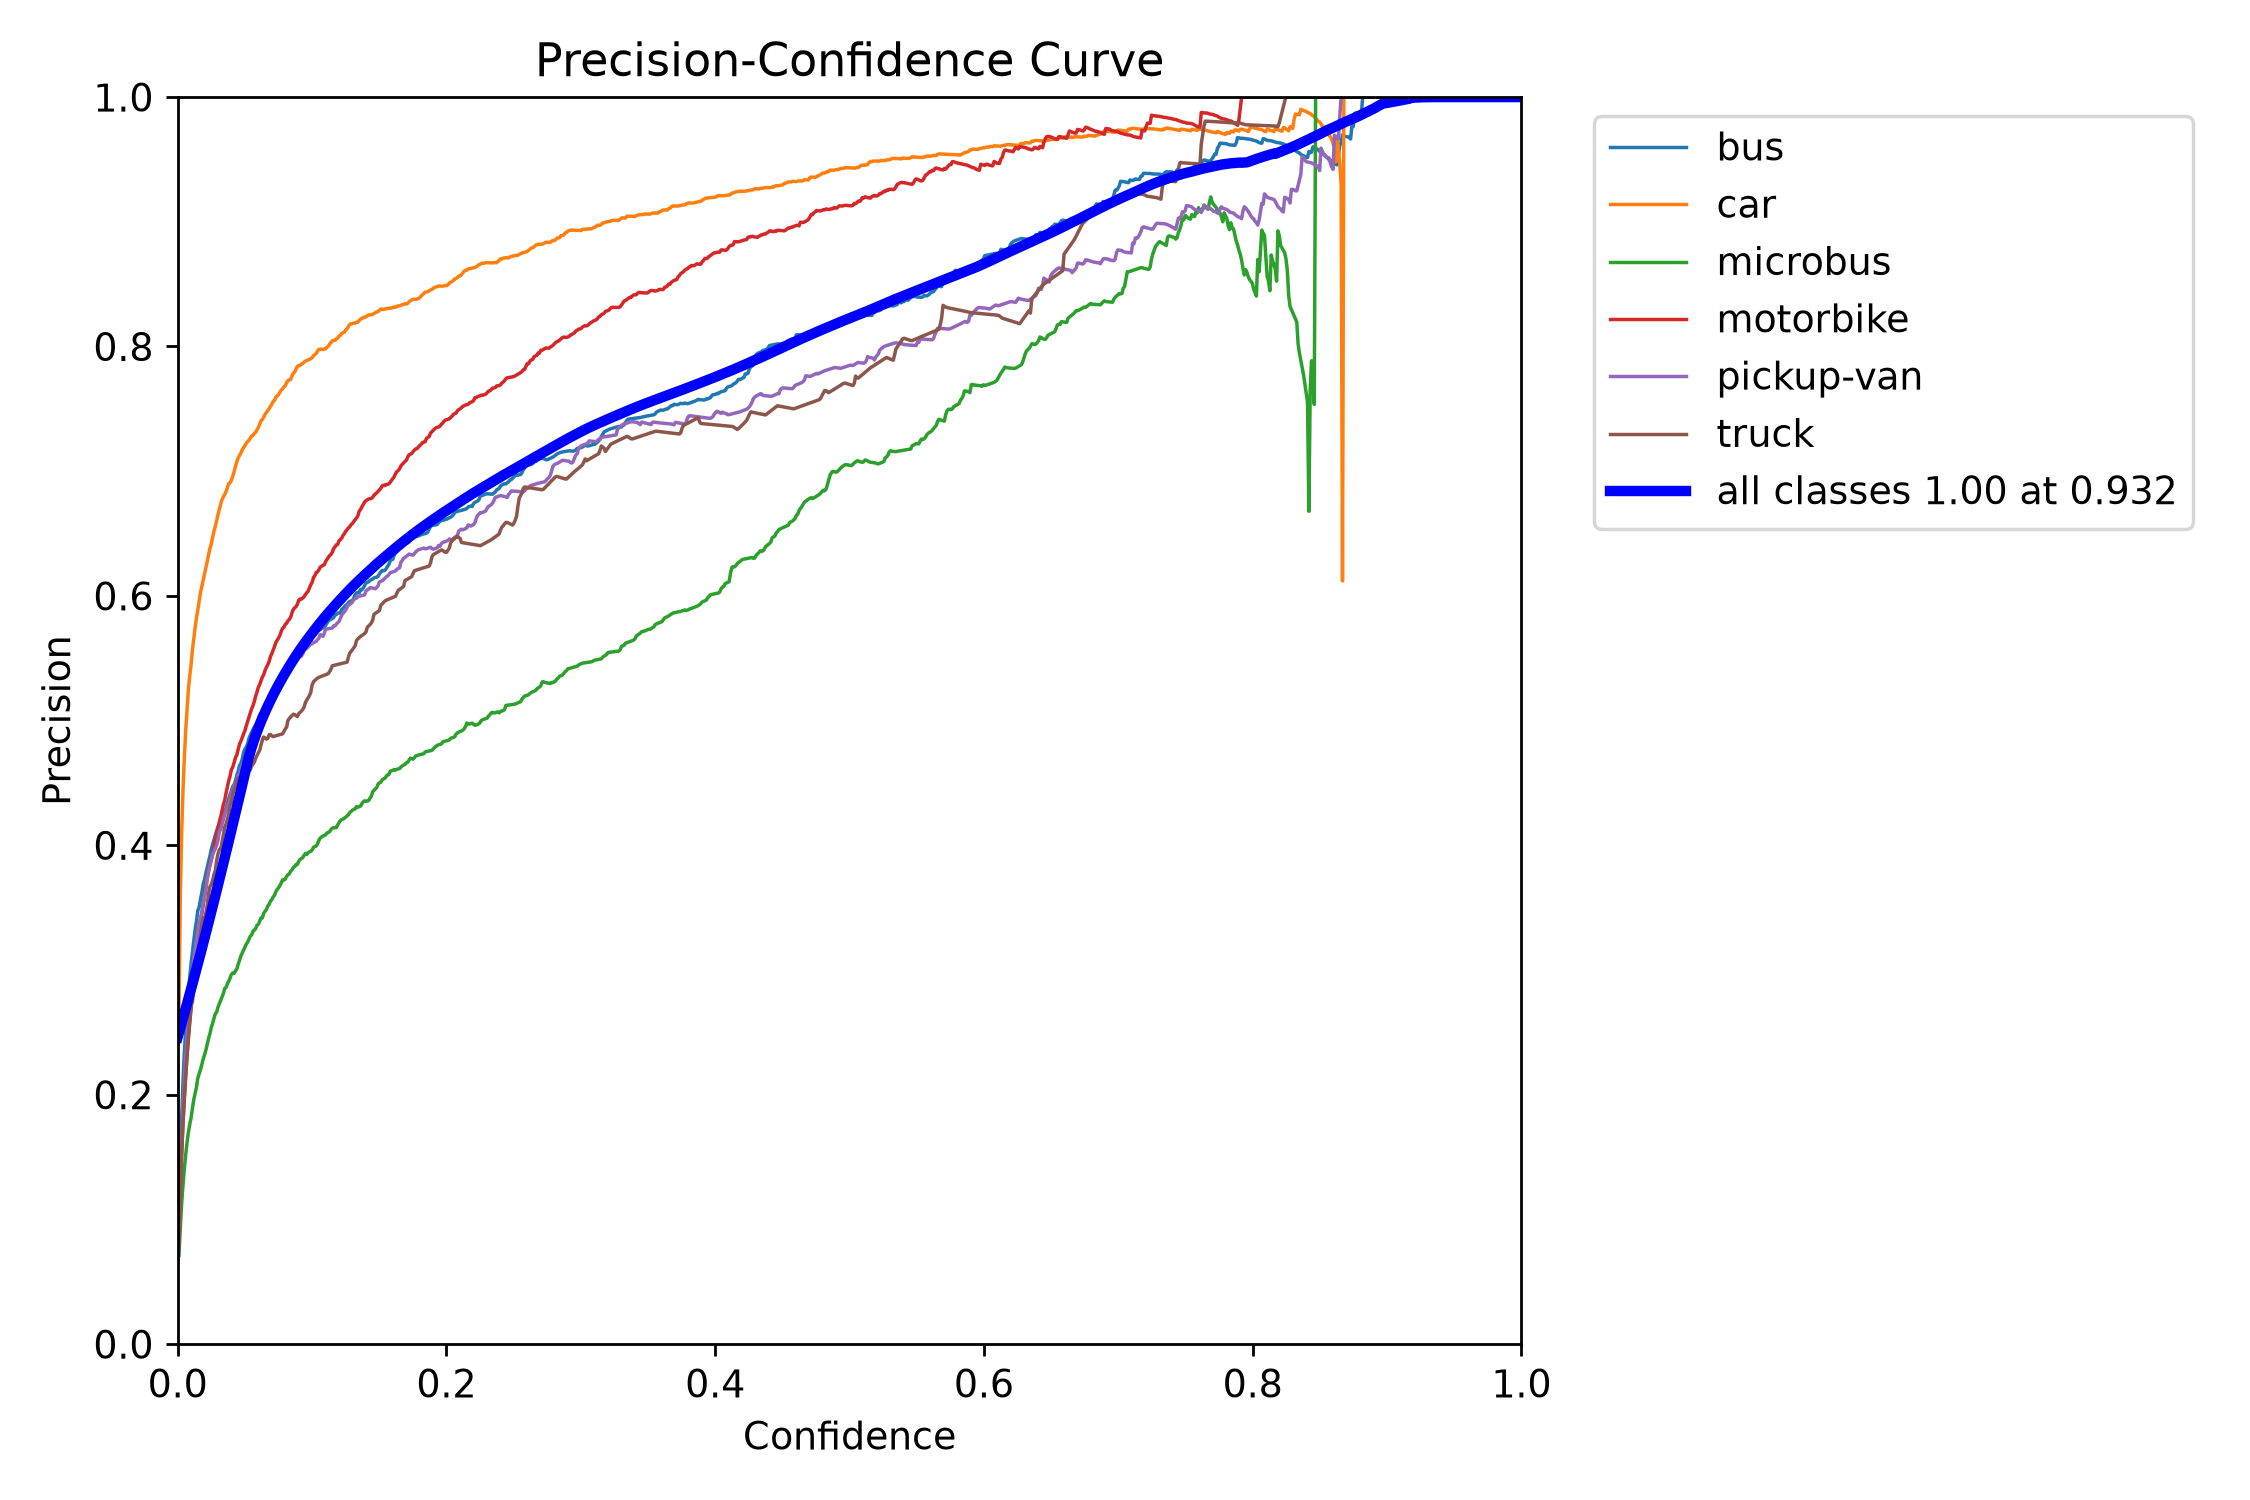 Precision-Confidence Curve
1.0
0.8
0.6
0.4
0.2
0.0
Precision
0.0 0.2 0.4 0.6 0.8 1.0
Confidence
bus
car
microbus
motorbike
pickup-van
truck
all classes 1.00 at 0.932